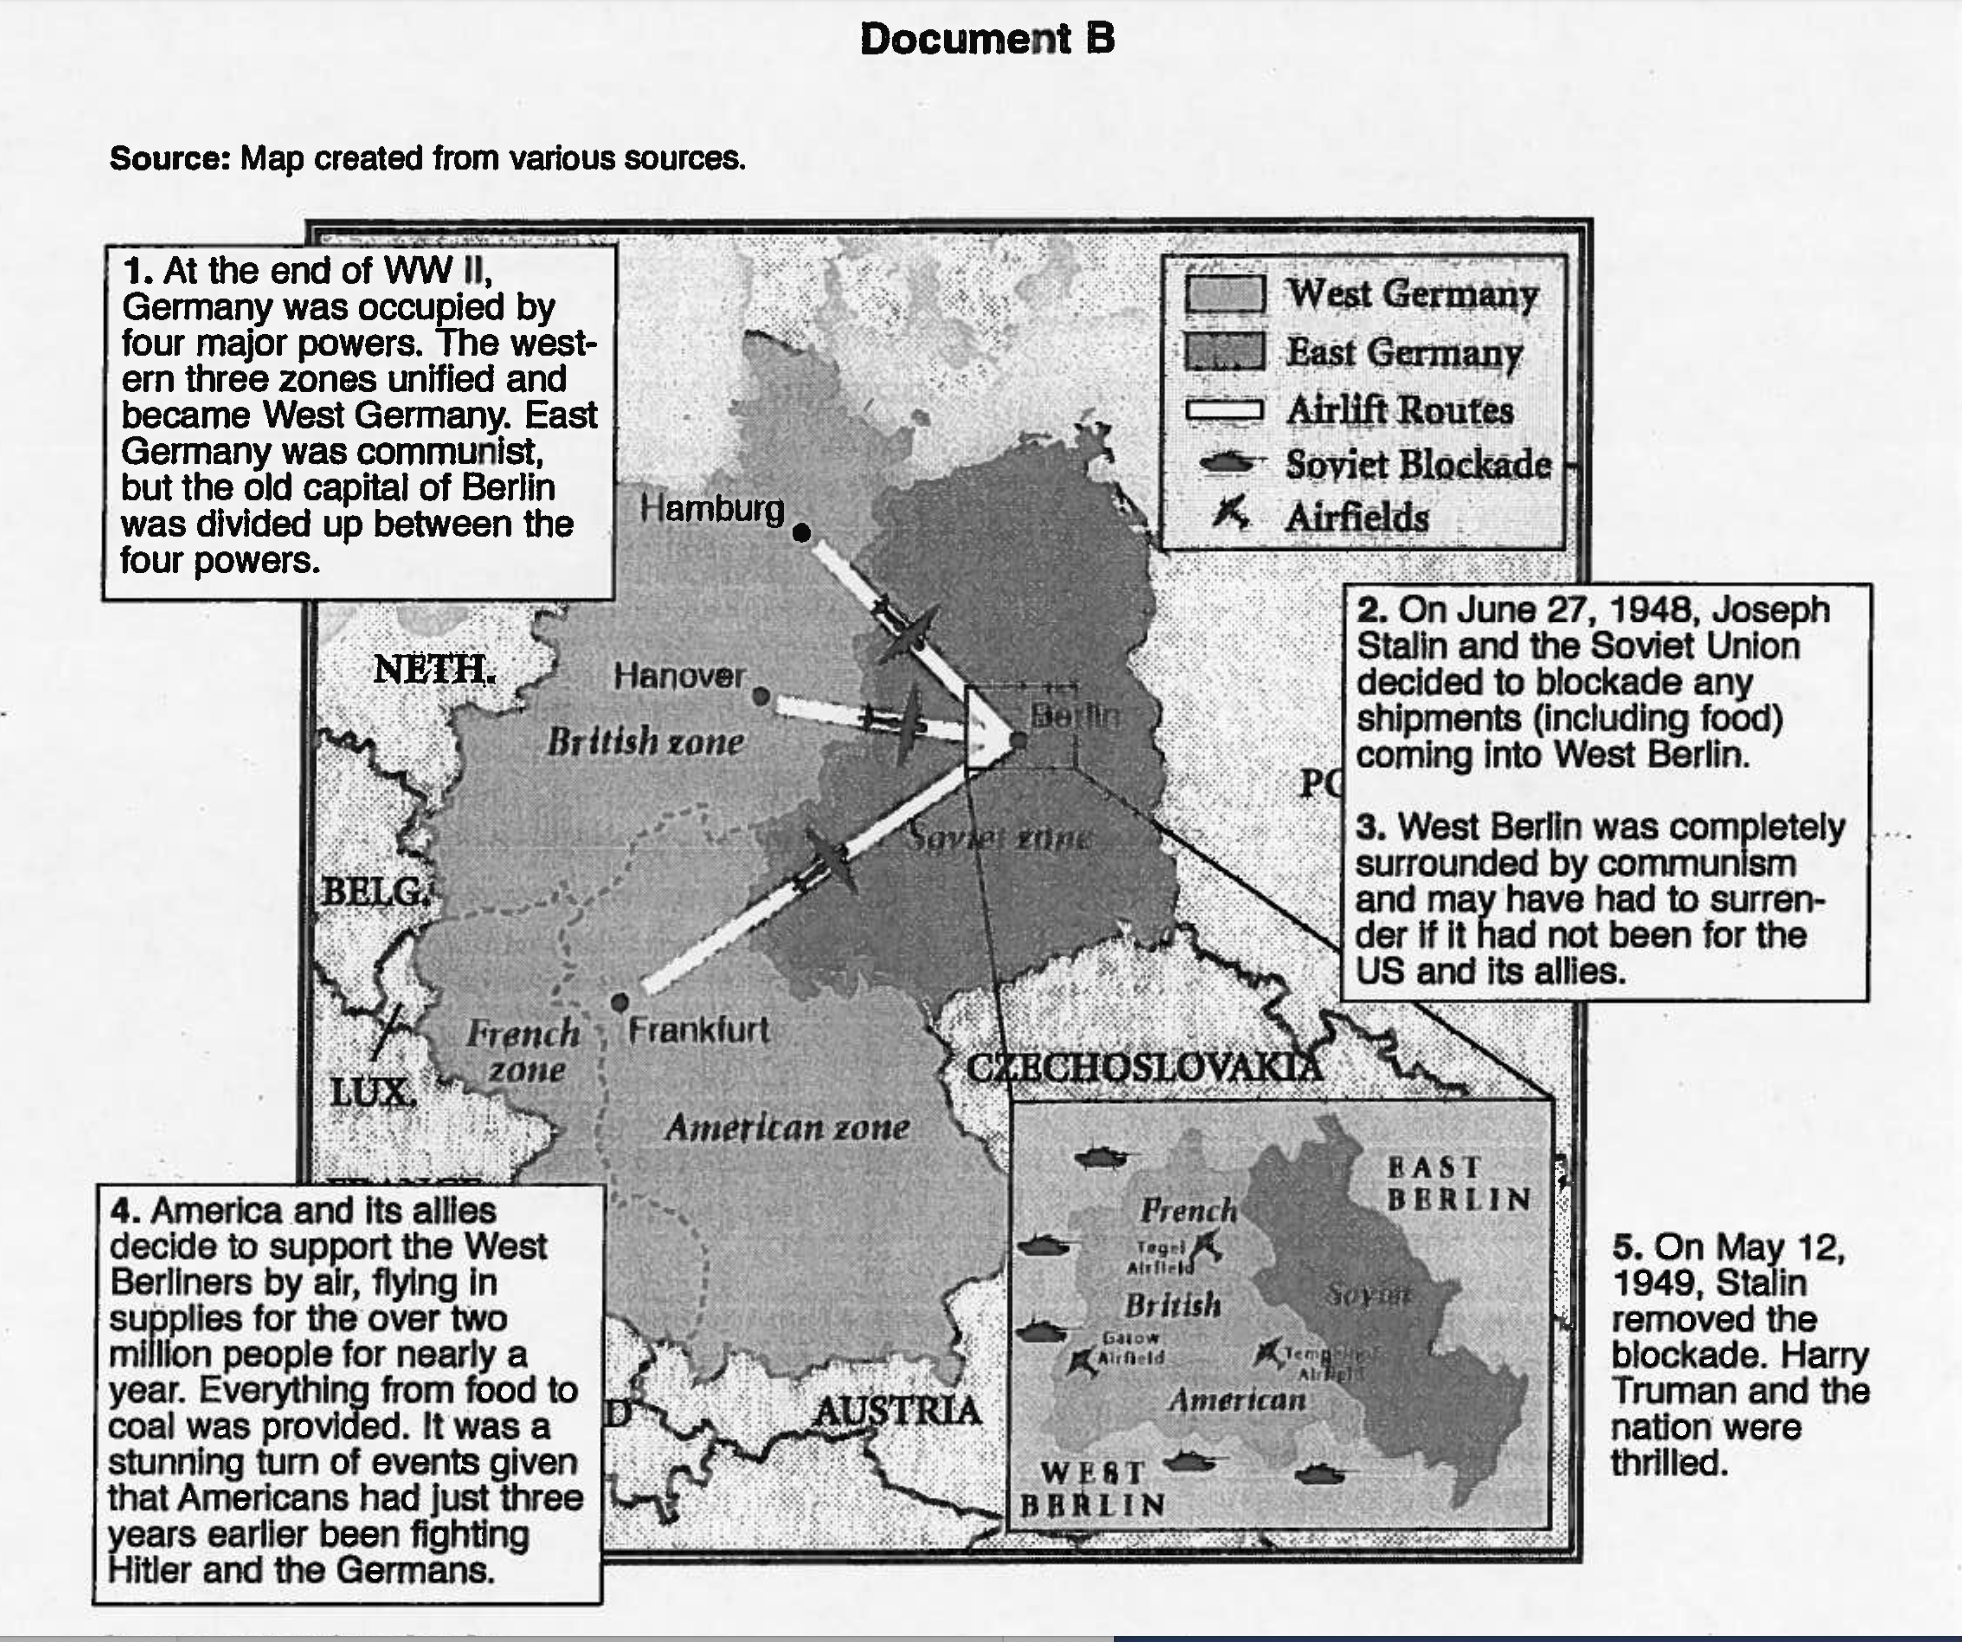 Document B
Source: Map created from various sources.
1. At the end of WW II,
Germany was occupied by
four major powers. The west-
ern three zones unified and
became West Germany. East
Germany was communist,
but the old capital of Berlin
was divided up between the
four powers.
West Germany
East Germany
Airlift Routes
Soviet Blockade
Airfields
2. On June 27, 1948, Joseph
Stalin and the Soviet Union
decided to blockade any
shipments (including food)
coming into West Berlin.
3. West Berlin was completely
surrounded by communism
and may have had to surren-
der if it had not been for the
US and its allies.
Hamburg
NETH.
Hanover
Berlin
British zone
PO
Soviet zone
BELG.
French
zone
Frankfurt
LUX.
CZECHOSLOVAKIA
American zone
AUSTRIA
D
EAST
BERLIN
French
Tegel
Airfield
British
Soviet
Gatow
Airfield
Tempelhof
Airfield
American
WEST
BERLIN
4. America and its allies
decide to support the West
Berliners by air, flying in
supplies for the over two
million people for nearly a
year. Everything from food to
coal was provided. It was a
stunning turn of events given
that Americans had just three
years earlier been fighting
Hitler and the Germans.
5. On May 12,
1949, Stalin
removed the
blockade. Harry
Truman and the
nation were
thrilled.